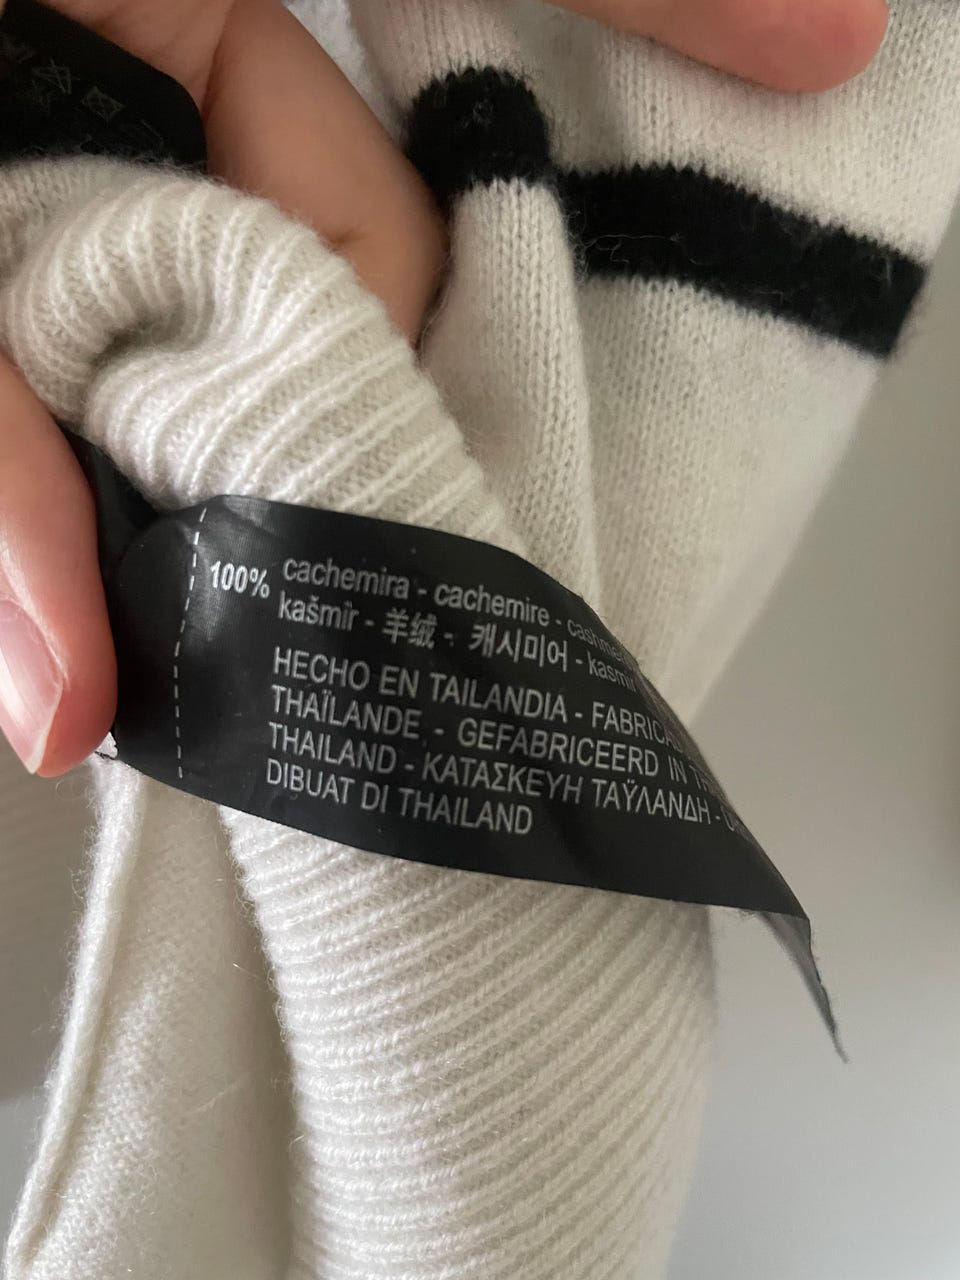 100% cachemira - cachemire -
kašmír - 羊绒 - 캐시미어 - kasmír
HECHO EN TAILANDIA -
THAÏLANDE - GEFABRICEERD IN
THAILAND - ΚΑΤΑΣΚΕΥΗ ΤΑΫΛΑΝΔΗ -
DIBUAT DI THAILAND